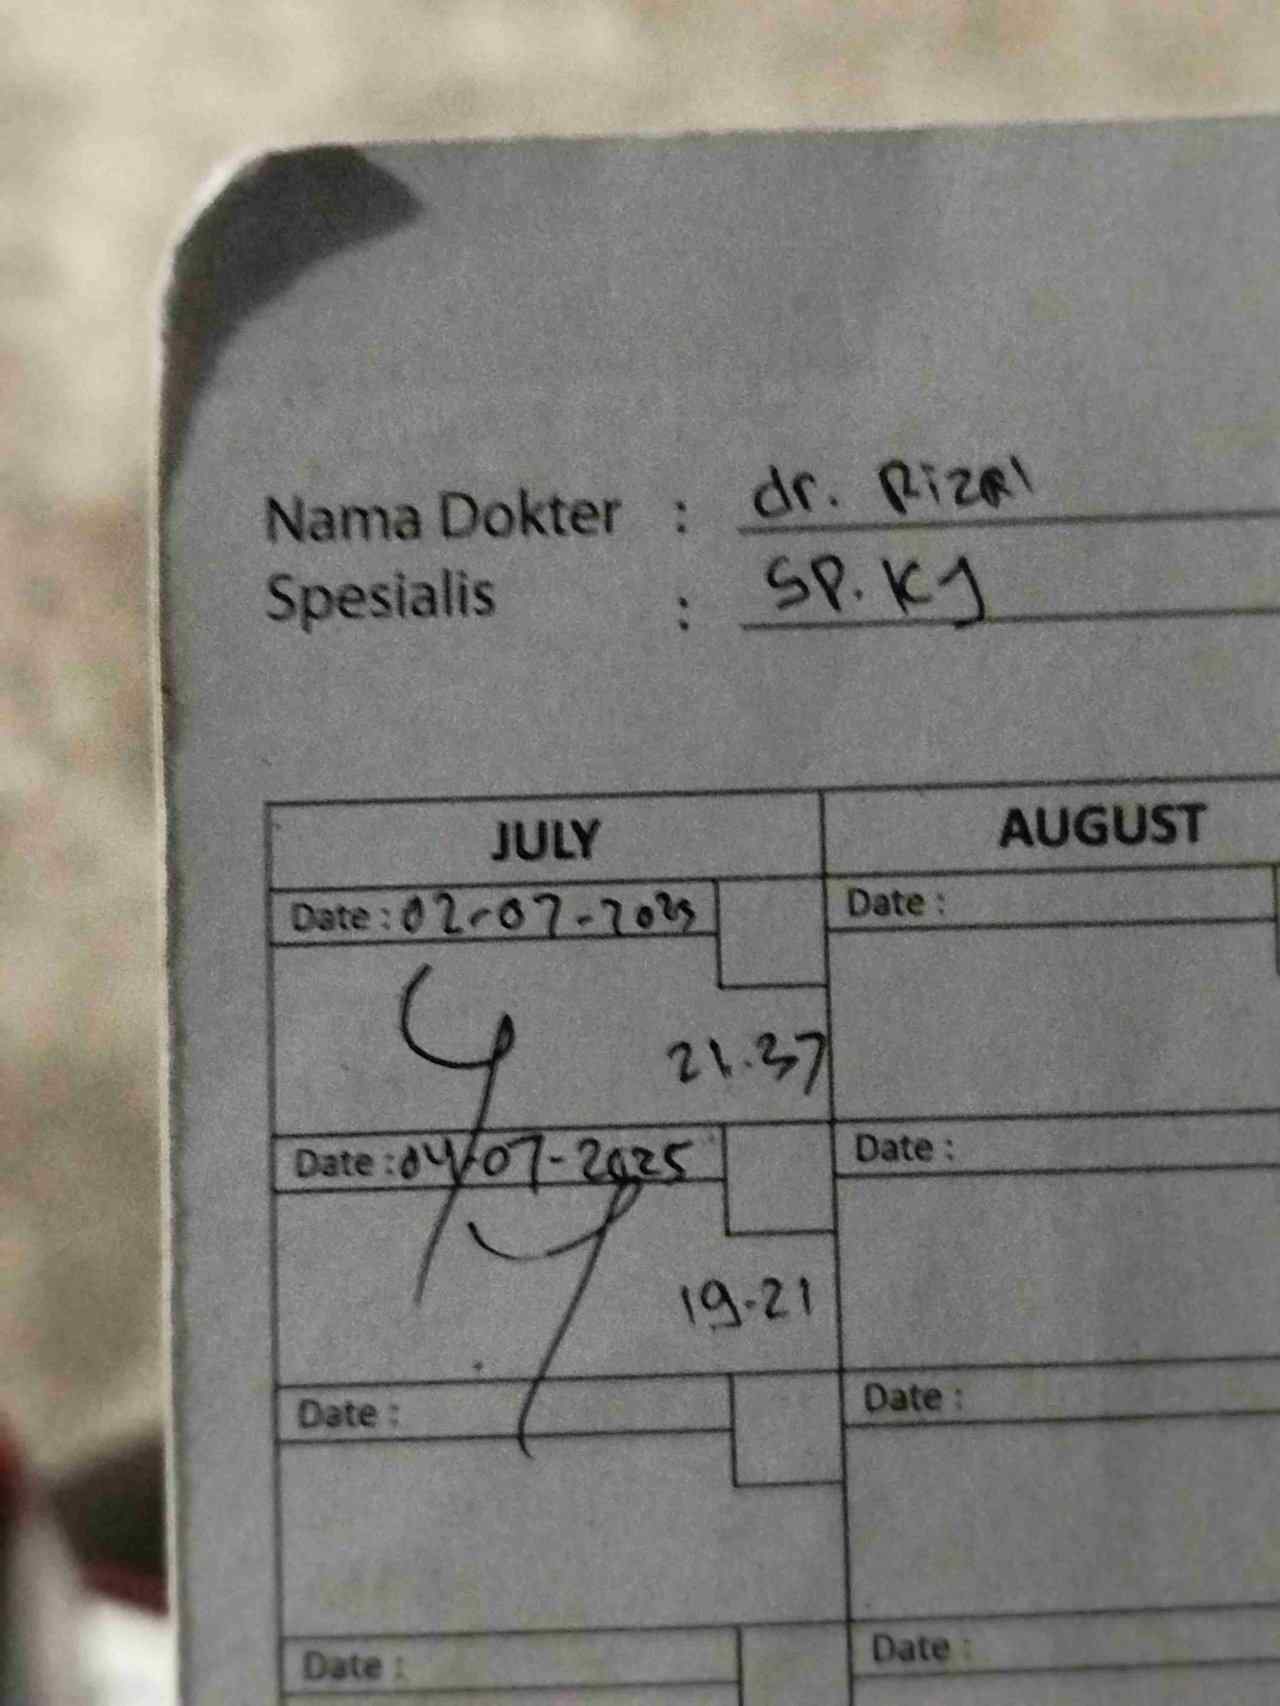 Nama Dokter : dr. Rizal
Spesialis : SP. KJ
JULY AUGUST
Date : 02-07-2025 Date :
21.37
Date : 04-07-2025 Date :
19-21
Date : Date :
Date : Date :